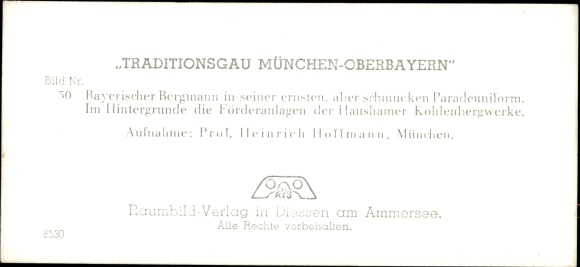 „TRADITIONSGAU MÜNCHEN-OBERBAYERN“
Bild Nr.
50 Bayerischer Bergmann in seiner ernsten, aber schmucken Paradeuniform.
Im Hintergrunde die Förderanlagen der Haushamer Kohlenbergwerke.
Aufnahme: Prof. Heinrich Hoffmann, München.
Raumbild-Verlag in Diessen am Ammersee.
Alle Rechte vorbehalten.
8530